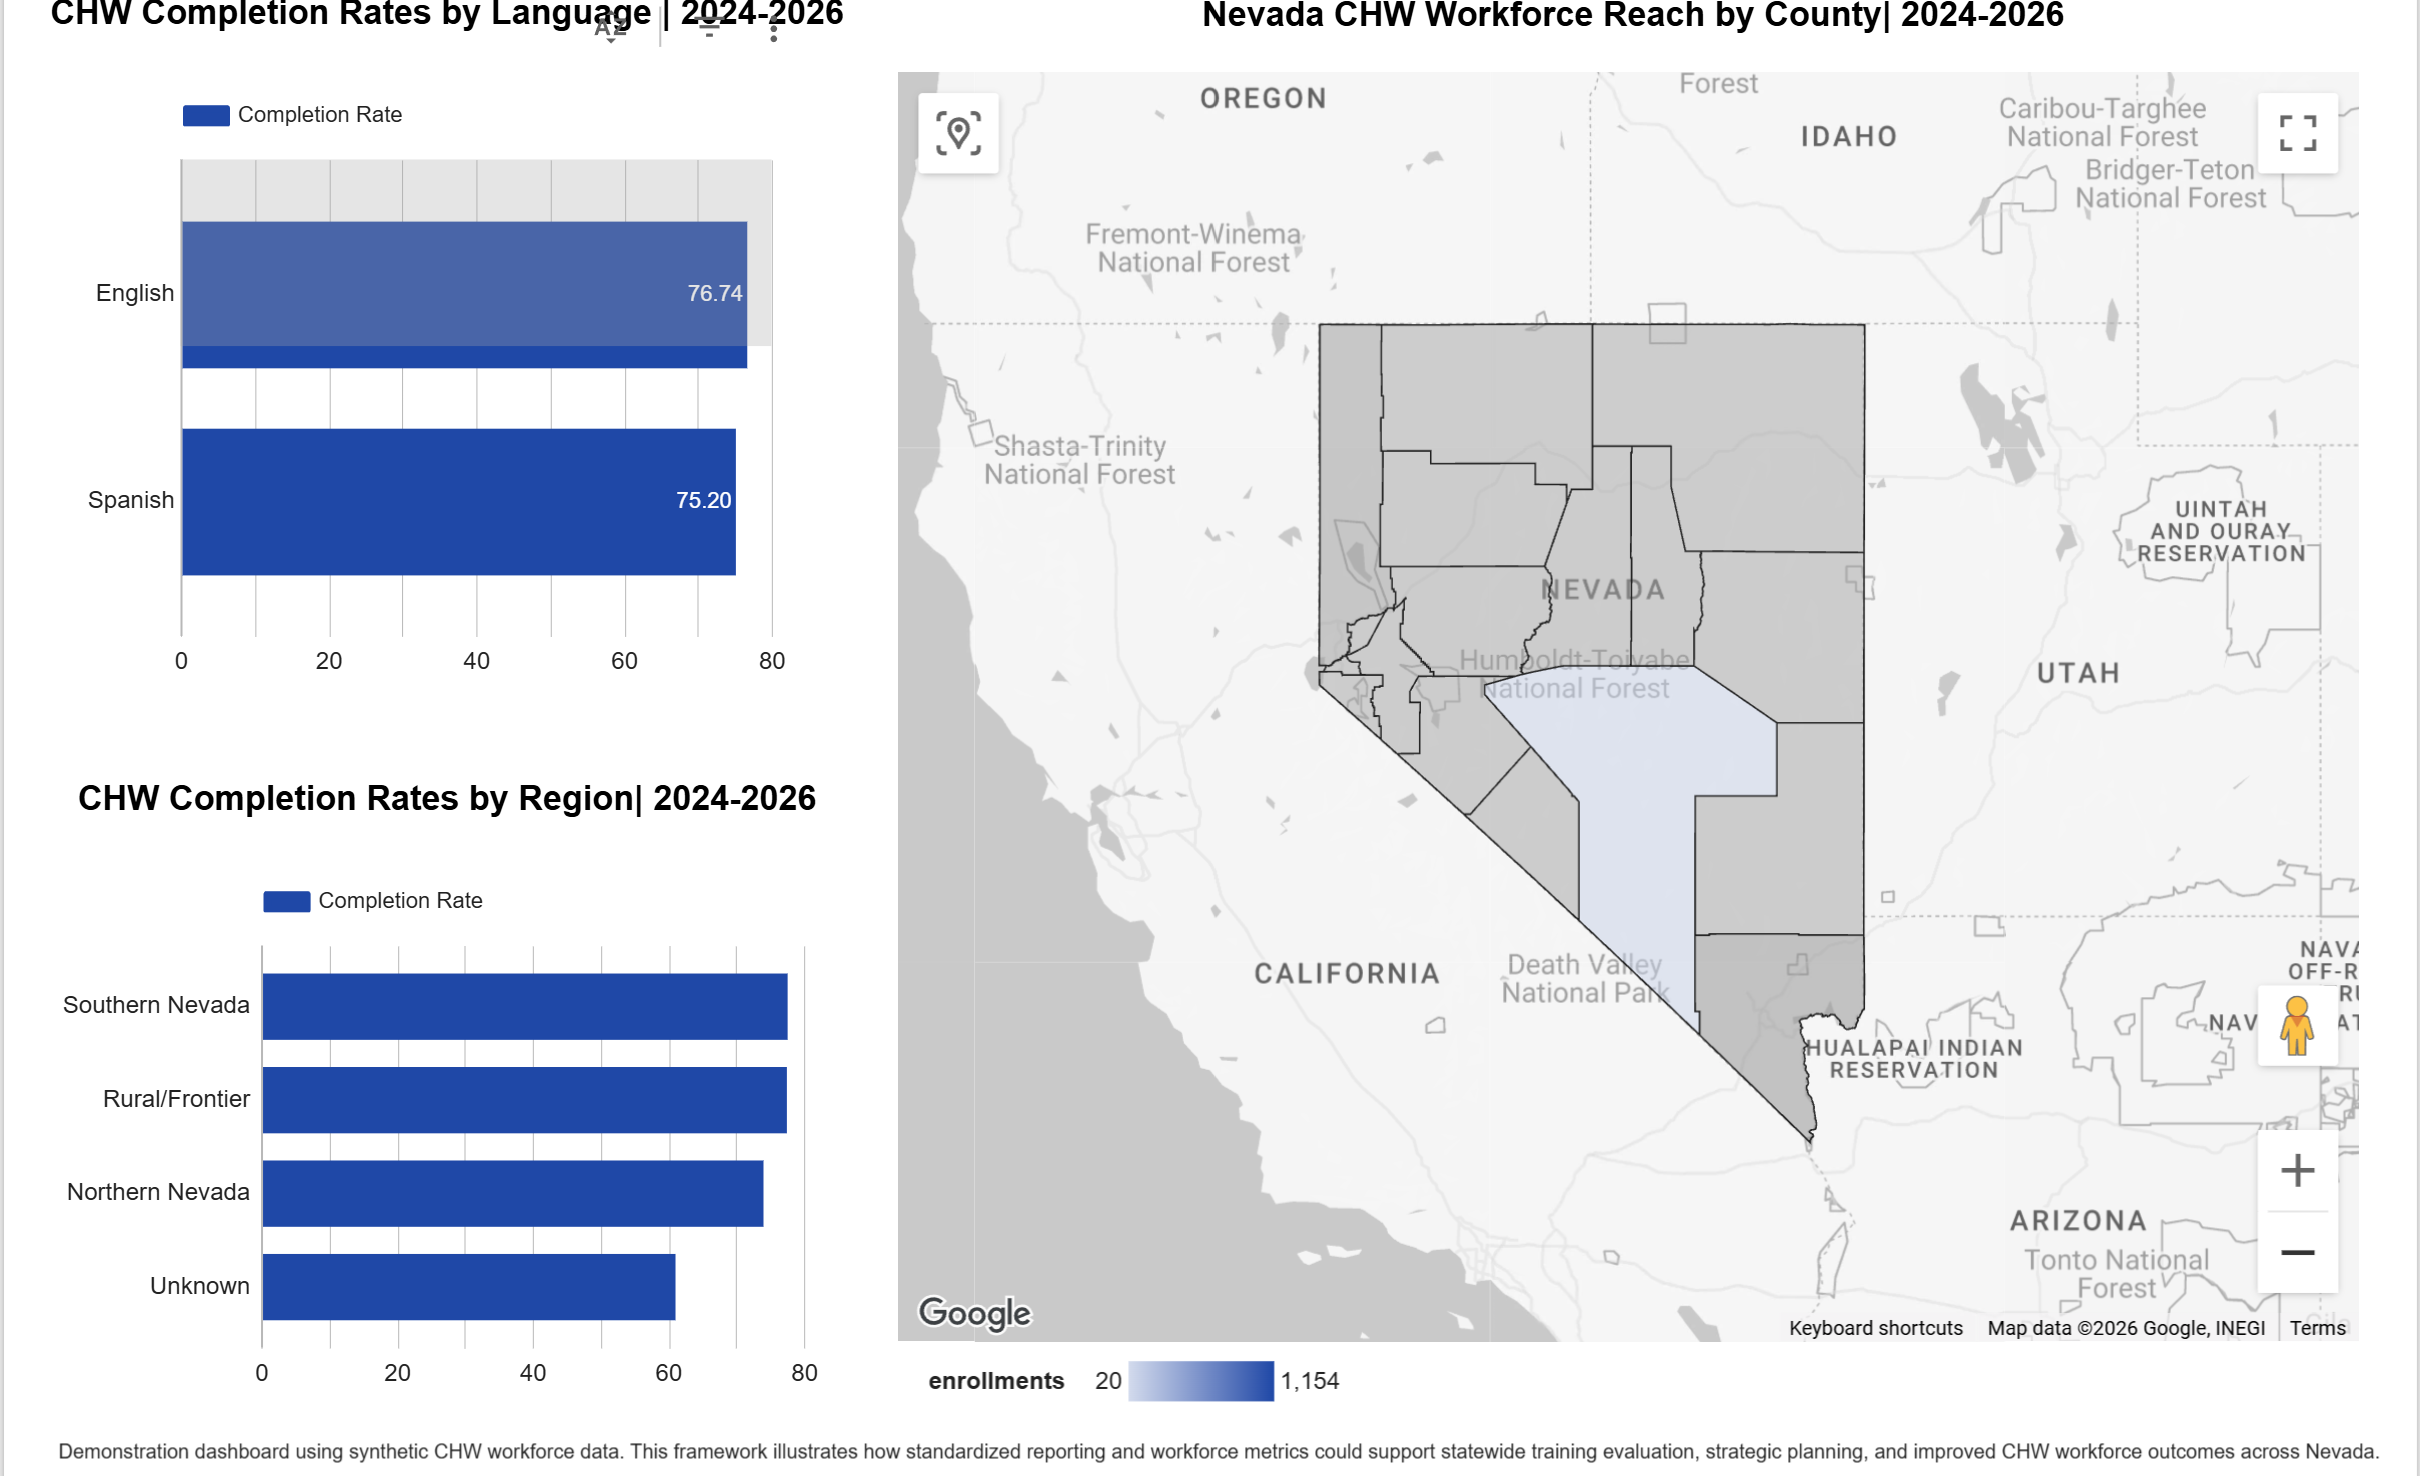 CHW Completion Rates by Language | 2024-2026
AZ
Completion Rate
English
76.74
Spanish
75.20
0 20 40 60 80
CHW Completion Rates by Region| 2024-2026
Completion Rate
Southern Nevada
Rural/Frontier
Northern Nevada
Unknown
0 20 40 60 80
Nevada CHW Workforce Reach by County| 2024-2026
OREGON
Forest
IDAHO
Caribou-Targhee
National Forest
Bridger-Teton
National Forest
Fremont-Winema
National Forest
Shasta-Trinity
National Forest
UINTAH
AND OURAY
RESERVATION
NEVADA
Humboldt-Toiyabe
National Forest
UTAH
CALIFORNIA
Death Valley
National Park
NAVA
OFF-R
RU
NAV
AT
HUALAPAI INDIAN
RESERVATION
ARIZONA
Tonto National
Forest
Gila
Google
Keyboard shortcuts Map data ©2026 Google, INEGI Terms
enrollments 20 1,154
Demonstration dashboard using synthetic CHW workforce data. This framework illustrates how standardized reporting and workforce metrics could support statewide training evaluation, strategic planning, and improved CHW workforce outcomes across Nevada.